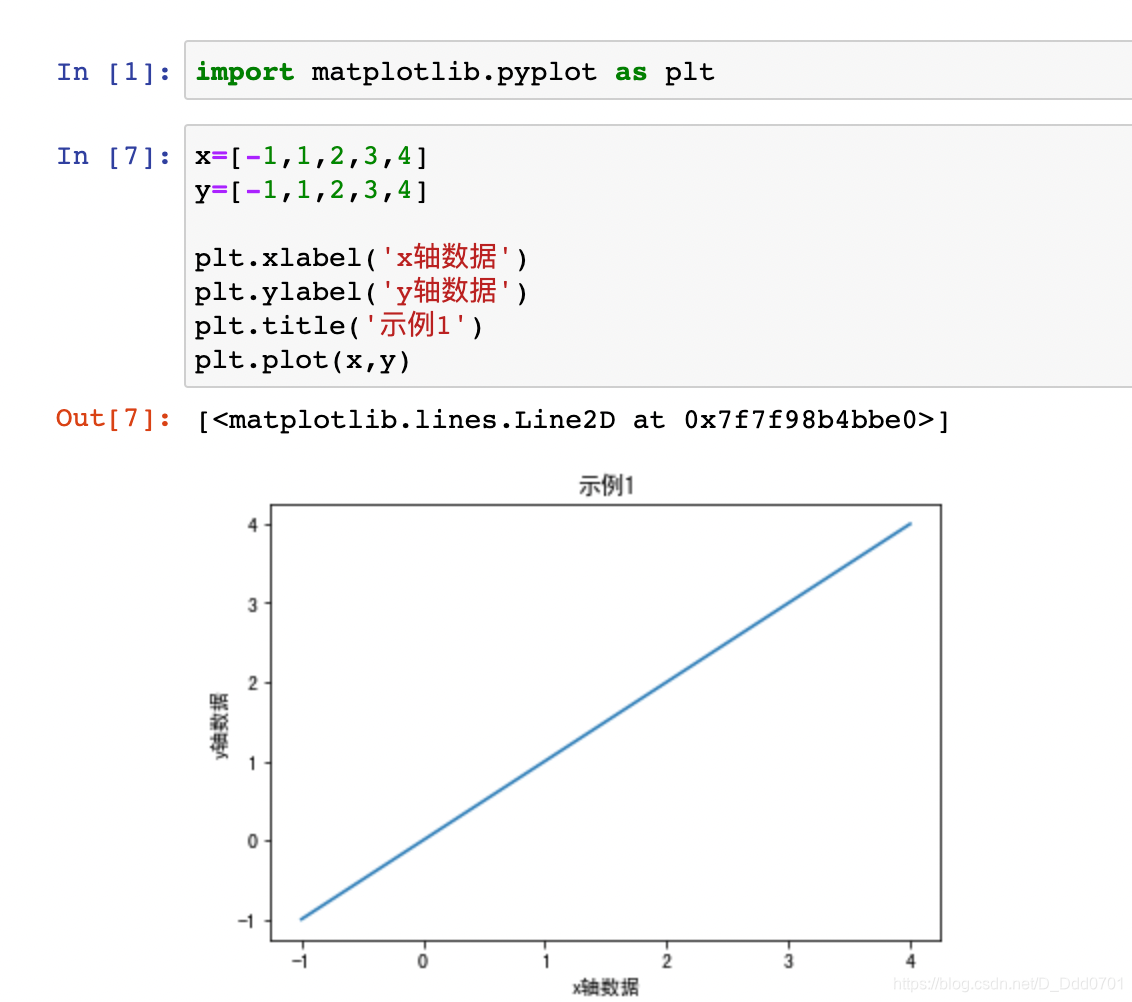 In [1]: import matplotlib.pyplot as plt
In [7]: x=[-1,1,2,3,4]
y=[-1,1,2,3,4]
plt.xlabel('x轴数据')
plt.ylabel('y轴数据')
plt.title('示例1')
plt.plot(x,y)
Out[7]: [<matplotlib.lines.Line2D at 0x7f7f98b4bbe0>]
示例1
4
3
2
1
0
-1
y轴数据
-1 0 1 2 3 4
x轴数据
https://blog.csdn.net/D_Ddd0701